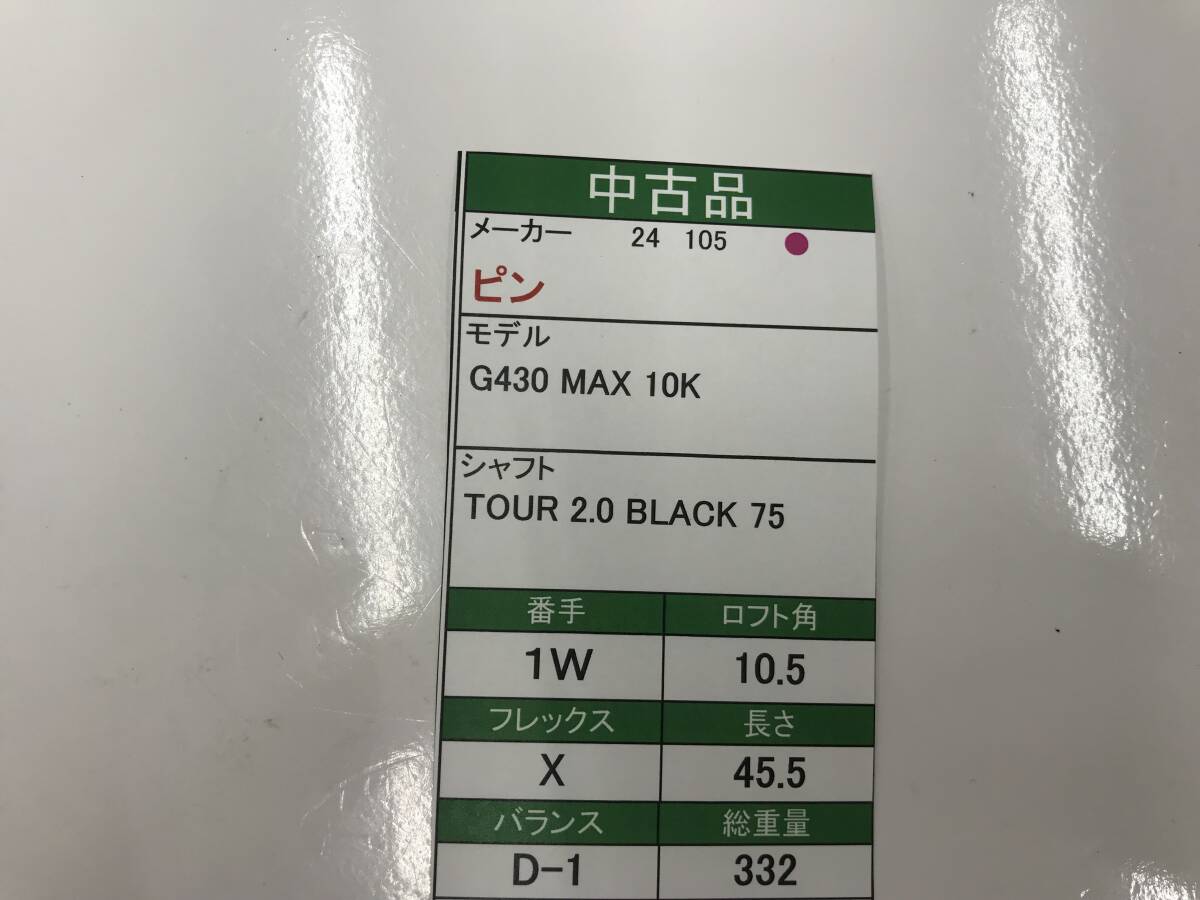 中古品
メーカー 24 105
ピン
モデル
G430 MAX 10K
シャフト
TOUR 2.0 BLACK 75
番手 ロフト角
1W 10.5
フレックス 長さ
X 45.5
バランス 総重量
D-1 332